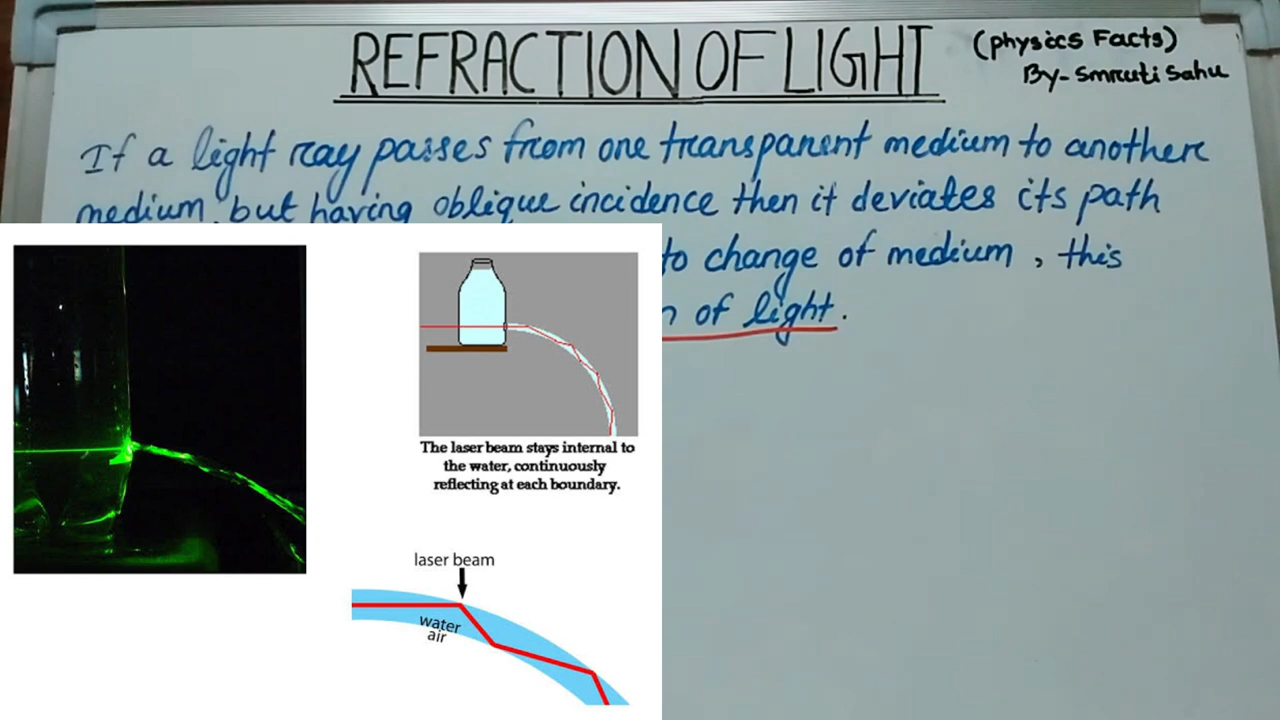 REFRACTION OF LIGHT
(physics Facts)
By-Smruti Sahu
If a light ray passes from one transparent medium to another
medium, but having oblique incidence then it deviates its path
to change of medium, this
of light.
The laser beam stays internal to
the water, continuously
reflecting at each boundary.
laser beam
water
air